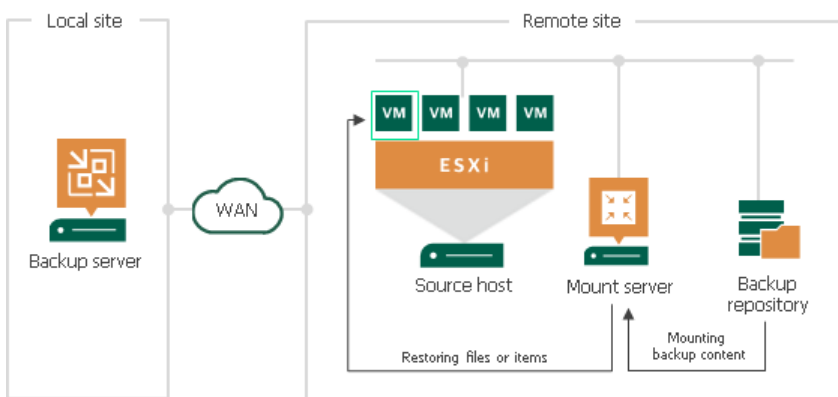 Local site
Remote site
VM
VM
VM
VM
ESXi
WAN
Backup server
Source host
Mount server
Backup
repository
Restoring files or items
Mounting
backup content